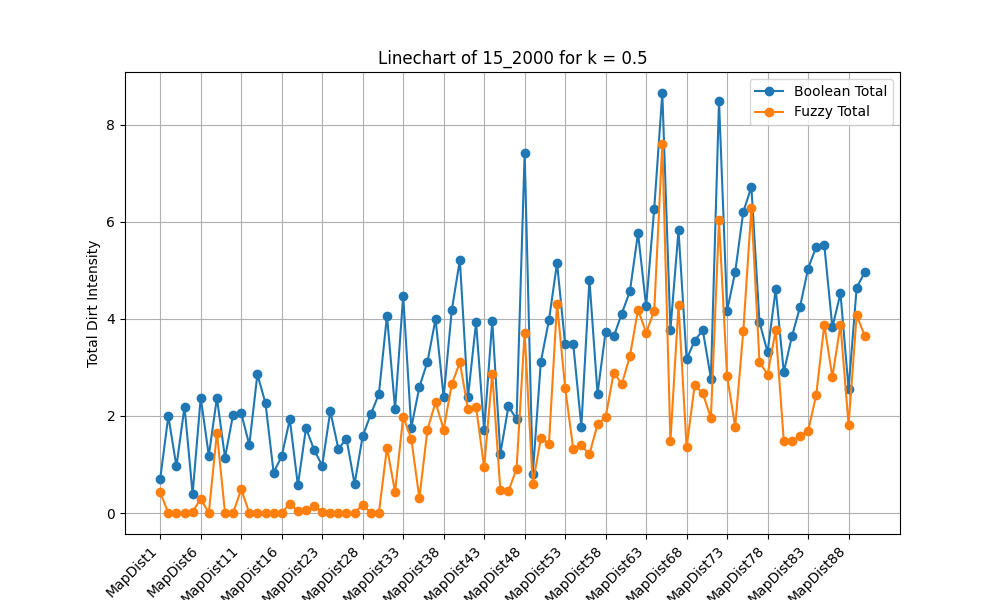 Linechart of 15_2000 for k = 0.5
Boolean Total
Fuzzy Total
Total Dirt Intensity
8
6
4
2
0
MapDist1
MapDist6
MapDist11
MapDist16
MapDist23
MapDist28
MapDist33
MapDist38
MapDist43
MapDist48
MapDist53
MapDist58
MapDist63
MapDist68
MapDist73
MapDist78
MapDist83
MapDist88